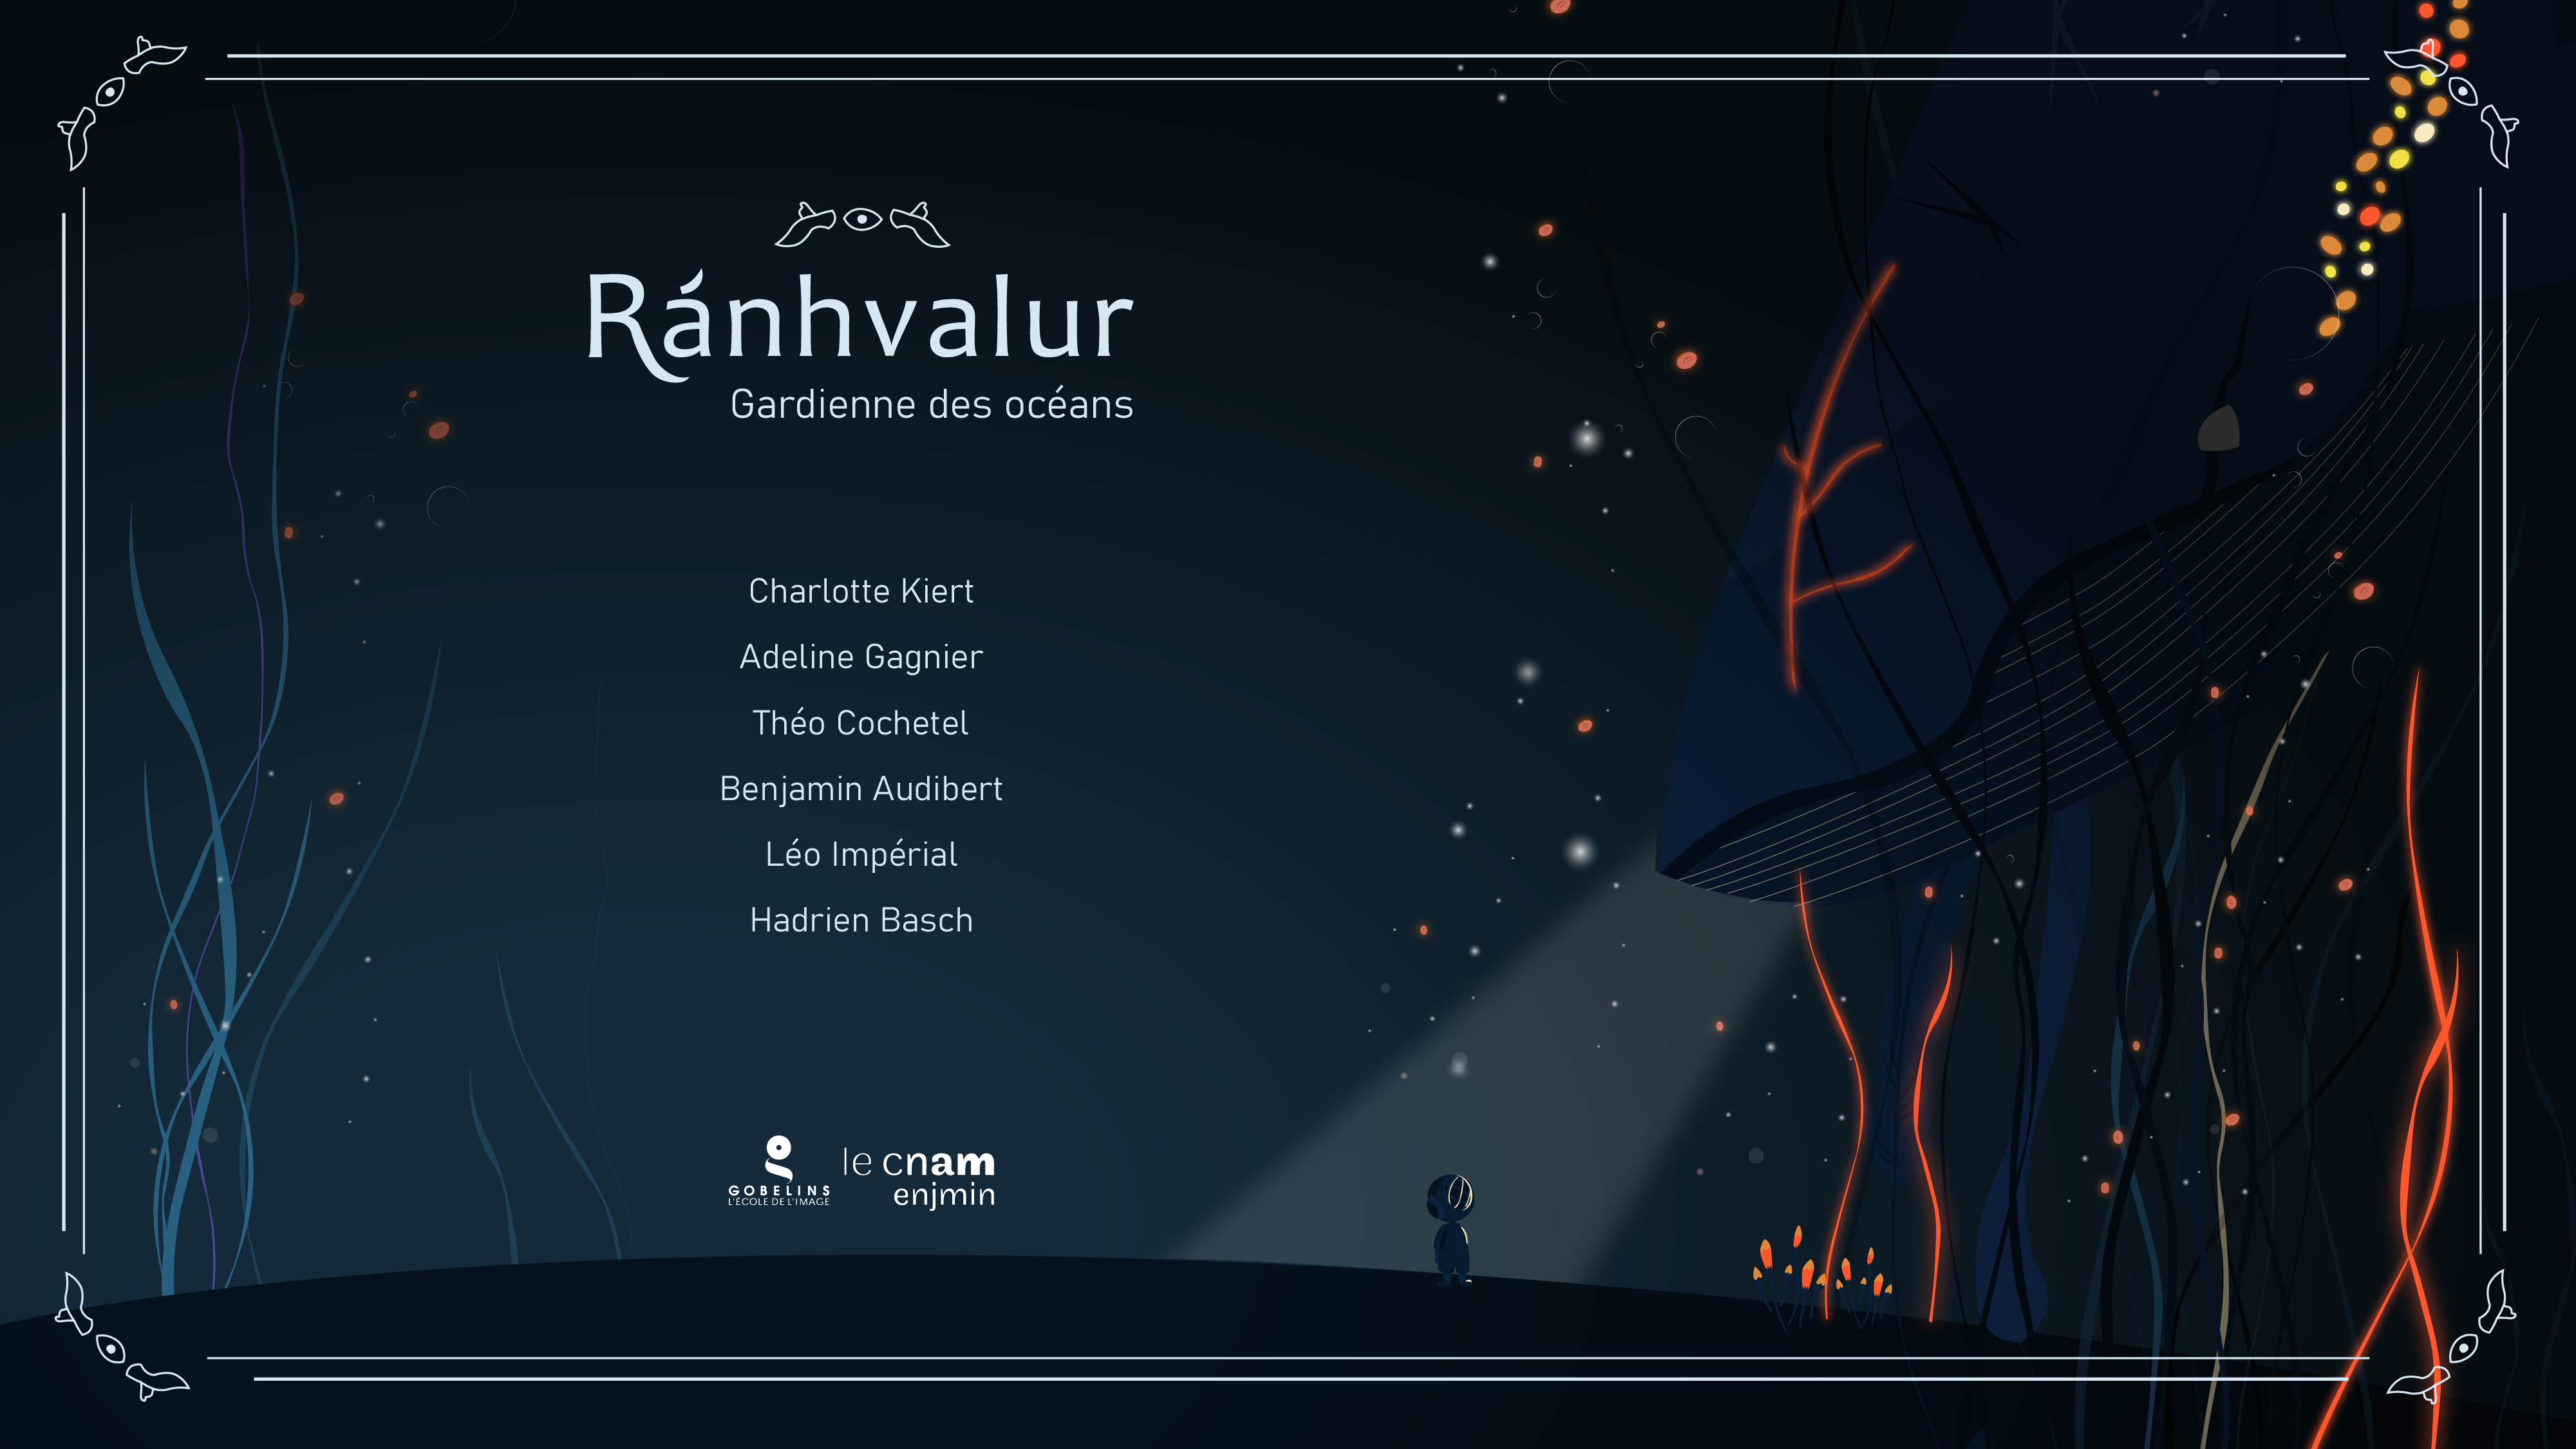 Ránhvalur
Gardienne des océans
Charlotte Kiert
Adeline Gagnier
Théo Cochetel
Benjamin Audibert
Léo Impérial
Hadrien Basch
GOBELINS
L'ÉCOLE DE L'IMAGE
le cnam
enjmin